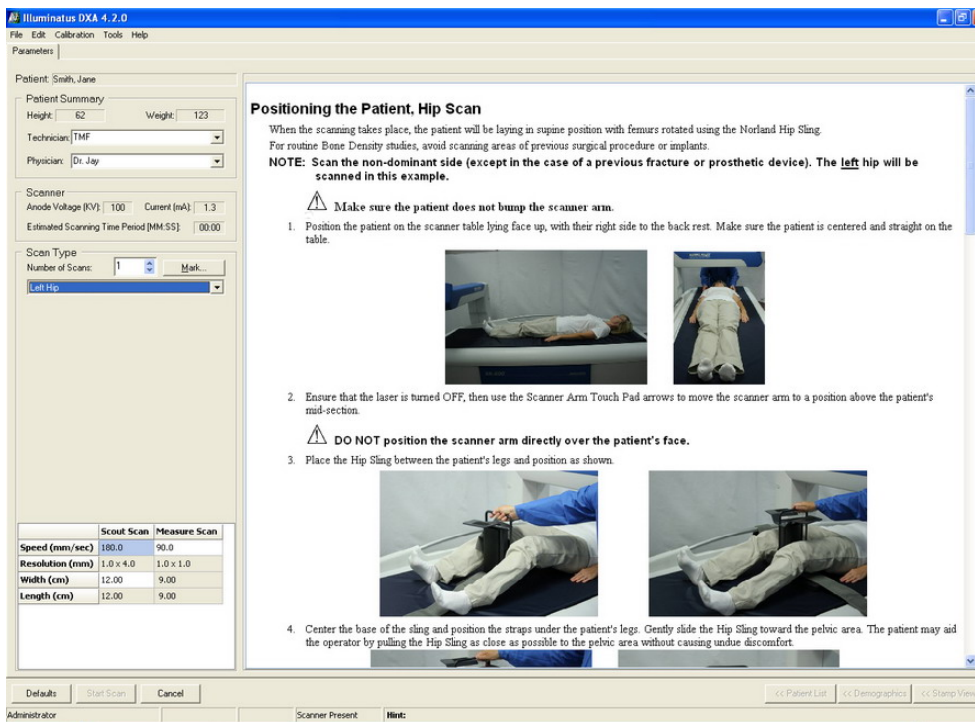 Illuminatus DXA 4.2.0
File Edit Calibration Tools Help
Parameters
Patient: Smith, Jane
Patient Summary
Height: 62 Weight: 123
Technician: TMF
Physician: Dr. Jay
Scanner
Anode Voltage (KV): 100 Current (mA): 1.3
Estimated Scanning Time Period [MM:SS]: 00:00
Scan Type
Number of Scans: 1 Mark...
Left Hip
Scout Scan Measure Scan
Speed (mm/sec) 180.0 90.0
Resolution (mm) 1.0 x 4.0 1.0 x 1.0
Width (cm) 12.00 9.00
Length (cm) 12.00 9.00
Positioning the Patient, Hip Scan
When the scanning takes place, the patient will be laying in supine position with femurs rotated using the Norland Hip Sling.
For routine Bone Density studies, avoid scanning areas of previous surgical procedure or implants.
NOTE: Scan the non-dominant side (except in the case of a previous fracture or prosthetic device). The left hip will be
scanned in this example.
Make sure the patient does not bump the scanner arm.
1. Position the patient on the scanner table lying face up, with their right side to the back rest. Make sure the patient is centered and straight on the
table.
2. Ensure that the laser is turned OFF, then use the Scanner Arm Touch Pad arrows to move the scanner arm to a position above the patient's
mid-section.
DO NOT position the scanner arm directly over the patient's face.
3. Place the Hip Sling between the patient's legs and position as shown.
4. Center the base of the sling and position the straps under the patient's legs. Gently slide the Hip Sling toward the pelvic area. The patient may aid
the operator by pulling the Hip Sling as close as possible to the pelvic area without causing undue discomfort.
Defaults Start Scan Cancel << Patient List << Demographics << Stamp View
Administrator Scanner Present Hint: